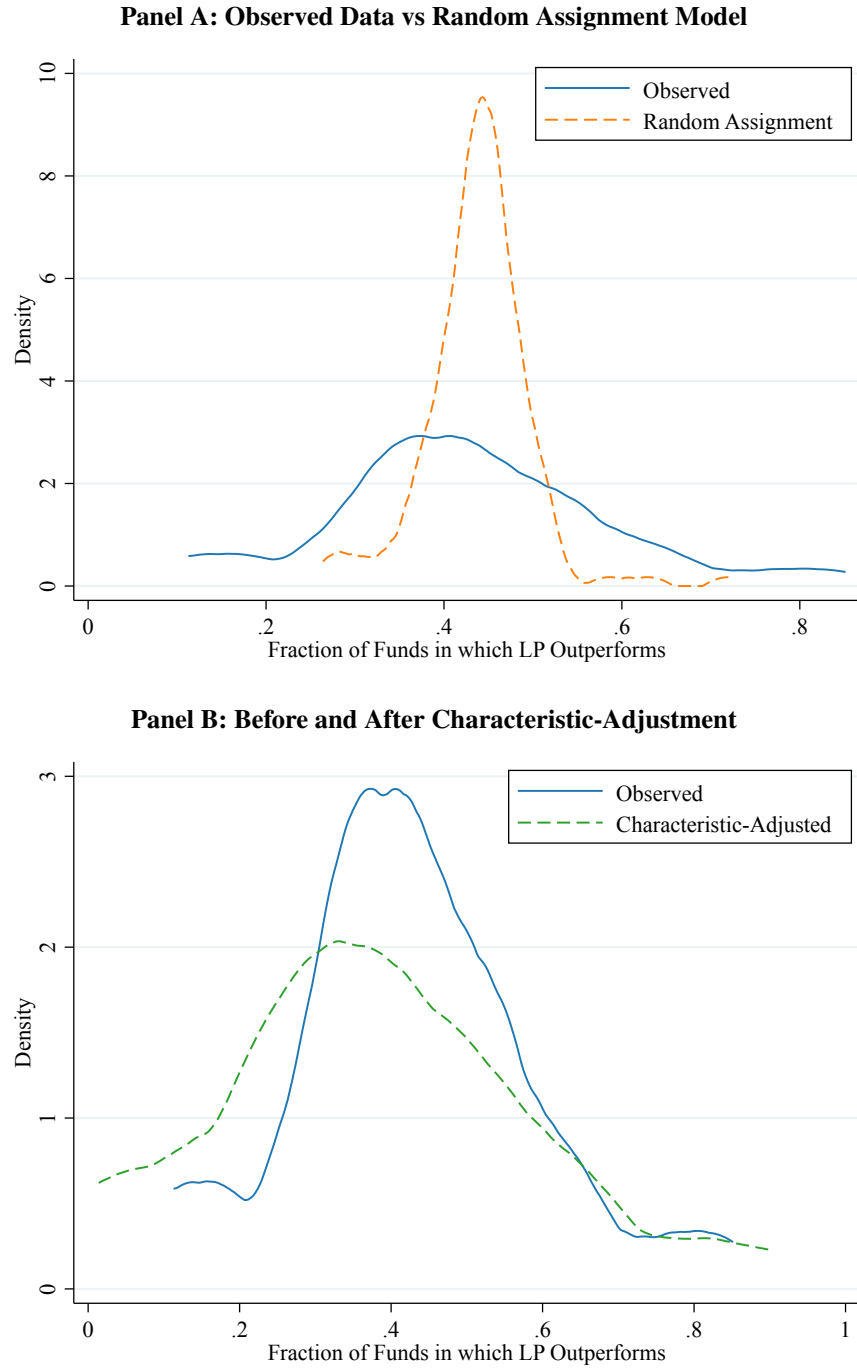 Panel A: Observed Data vs Random Assignment Model
10
8
6
4
2
0
Density
Observed
Random Assignment
0 .2 .4 .6 .8
Fraction of Funds in which LP Outperforms
Panel B: Before and After Characteristic-Adjustment
3
2
1
0
Density
Observed
Characteristic-Adjusted
0 .2 .4 .6 .8 1
Fraction of Funds in which LP Outperforms